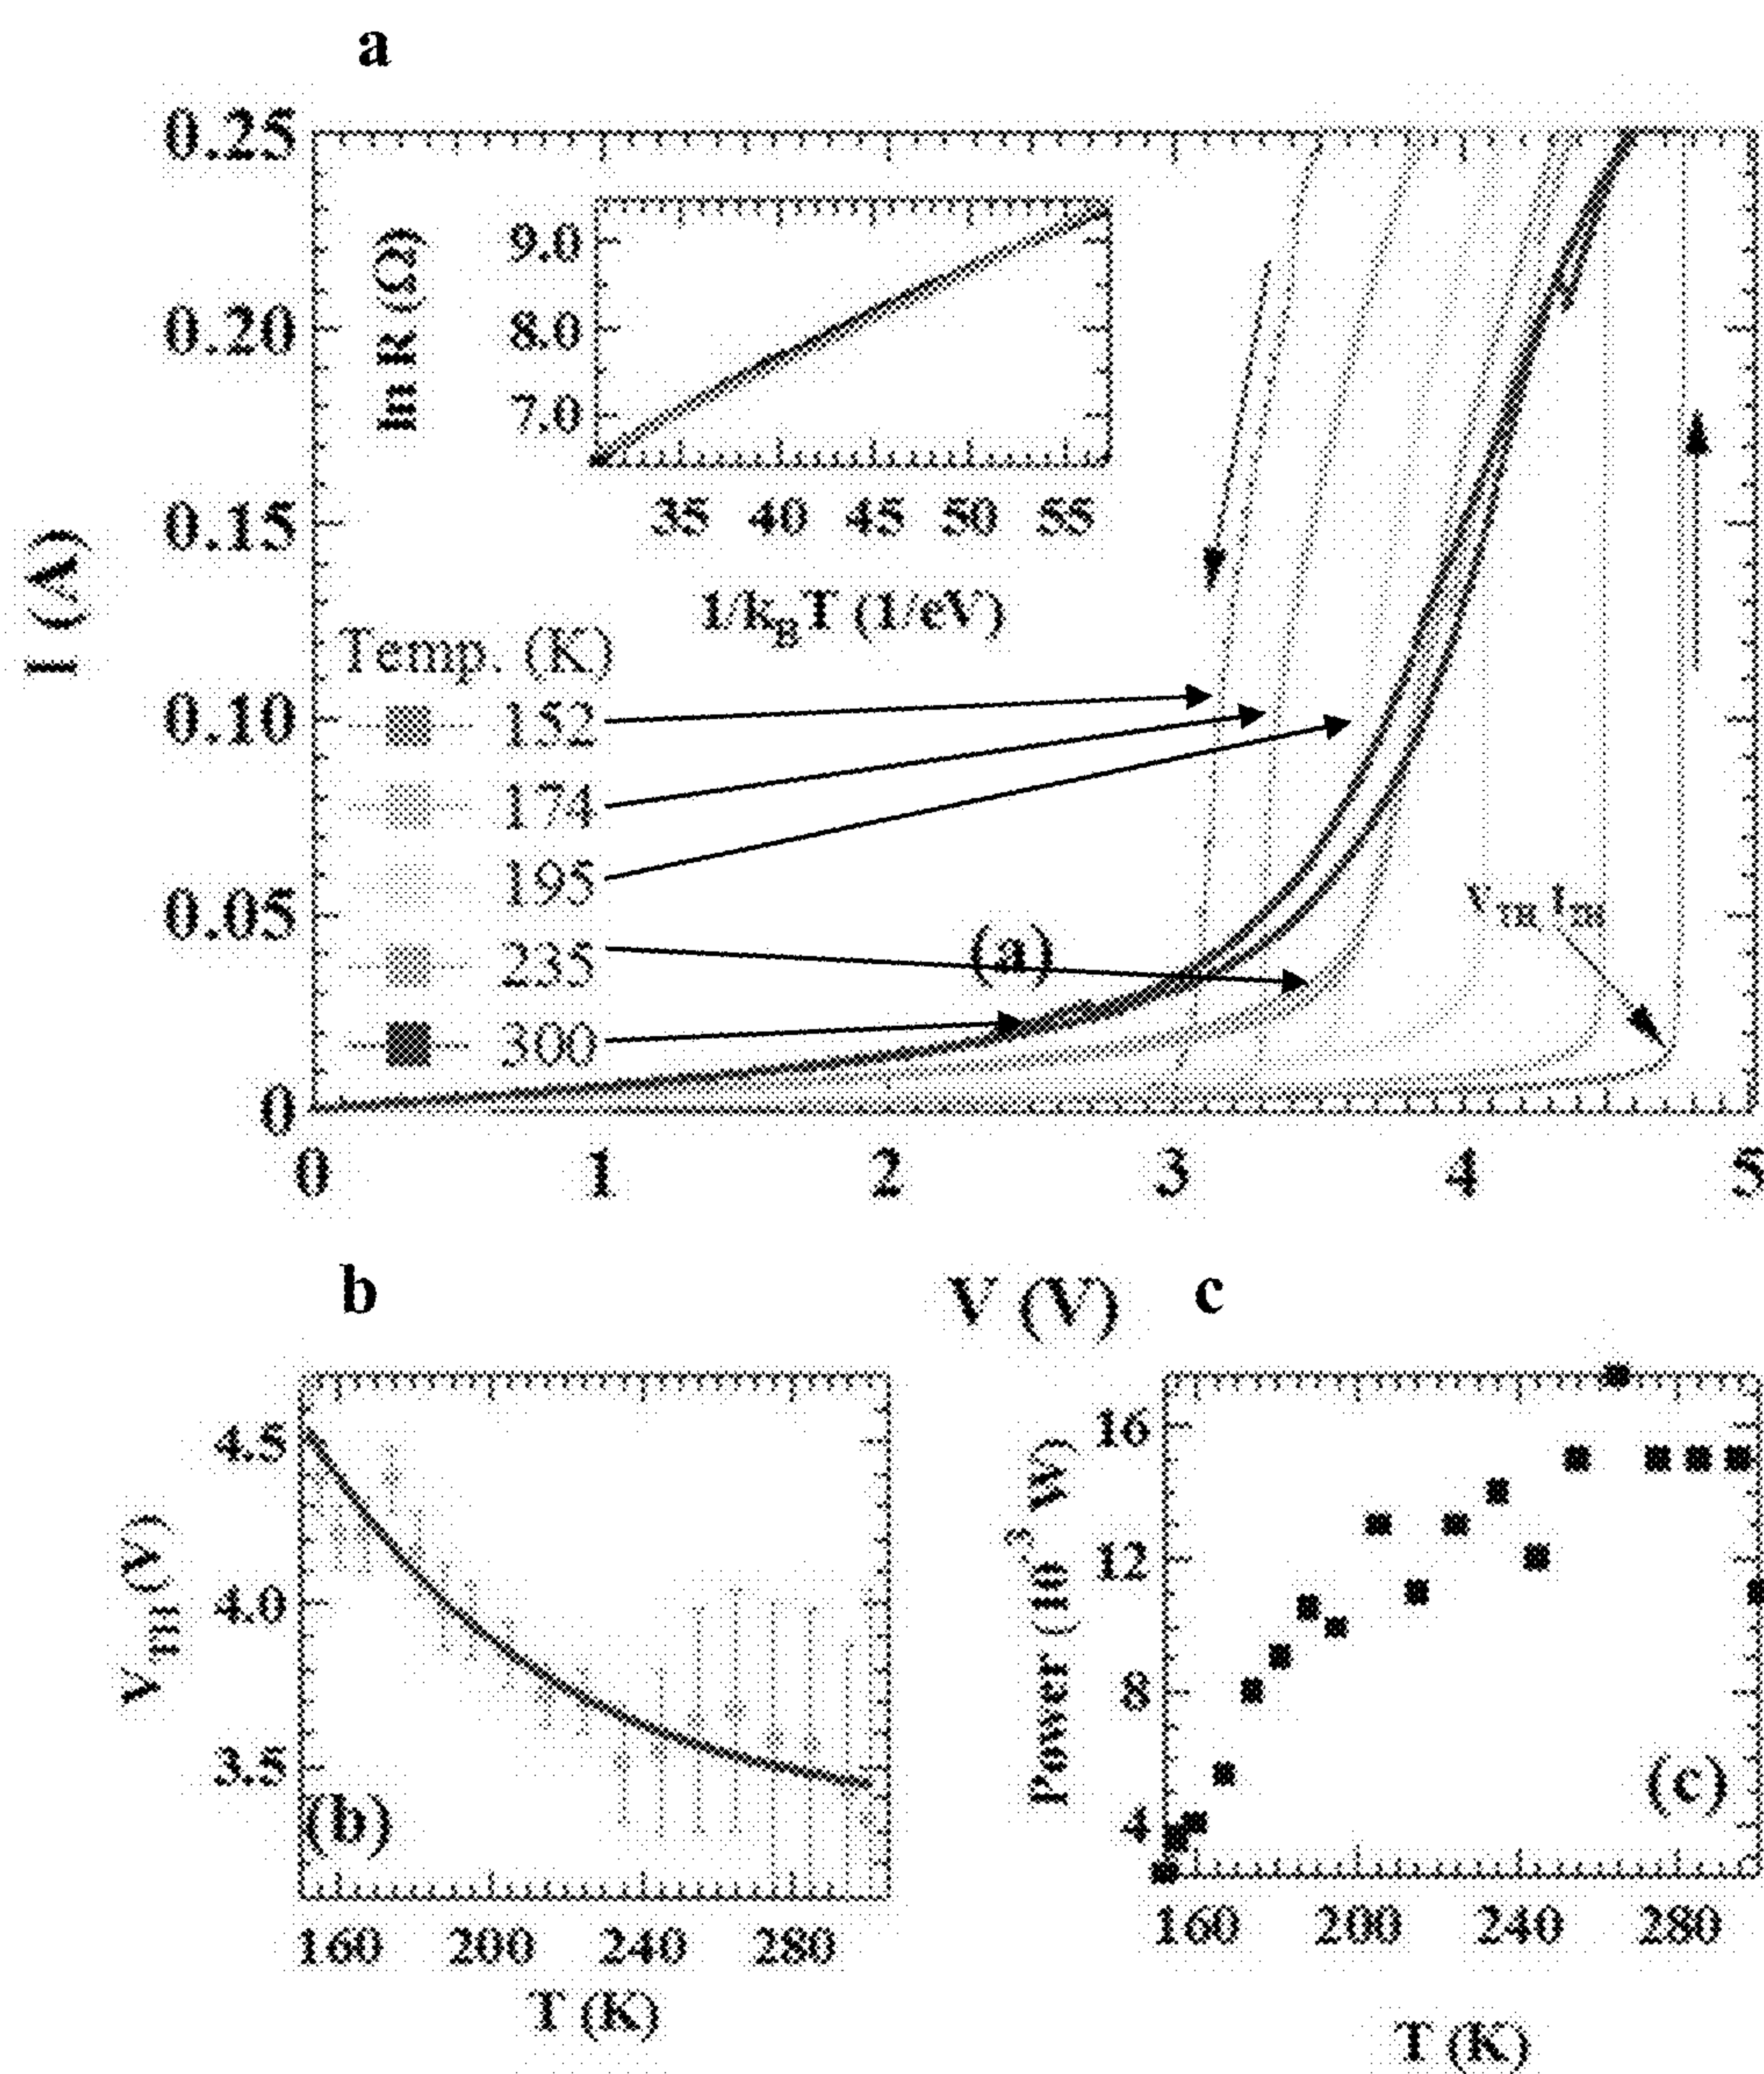 a
0.25
0.20
0.15
0.10
0.05
0
I (A)
9.0
8.0
7.0
ln R (Ω)
35 40 45 50 55
1/k_B T (1/eV)
Temp. (K)
152
174
195
235
300
(a)
V_TH I_TH
0 1 2 3 4 5
V (V)
b
4.5
4.0
3.5
V_TH (V)
(b)
160 200 240 280
T (K)
c
16
12
8
4
Power (10^-3 W)
(c)
160 200 240 280
T (K)